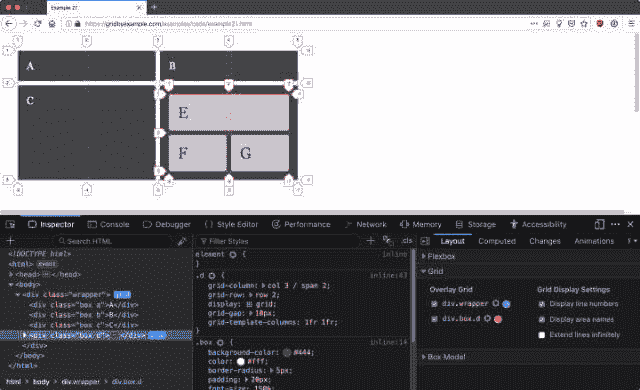 Example 21
https://gridbyexample.com/examples/code/example21.html
A
B
C
E
F
G
Inspector
Console
Debugger
Style Editor
Performance
Network
Memory
Storage
Accessibility
Search HTML
Filter Styles
.cls
Layout
Computed
Changes
Animations
<!DOCTYPE html>
<html> event
<head> </head>
<body>
<div class="wrapper"> grid
<div class="box a">A</div>
<div class="box b">B</div>
<div class="box c">C</div>
<div class="box d"> </div>
</div>
</body>
</html>
html > body > div.wrapper > div.box.d
element { inline
}
.d { inline:43
grid-column: col 3 / span 2;
grid-row: row 2;
display: grid;
grid-gap: 10px;
grid-template-columns: 1fr 1fr;
}
.box { inline:14
background-color: #444;
color: #fff;
border-radius: 5px;
padding: 20px;
font-size: 150%
Flexbox
Grid
Overlay Grid
div.wrapper
div.box.d
Grid Display Settings
Display line numbers
Display area names
Extend lines infinitely
Box Model